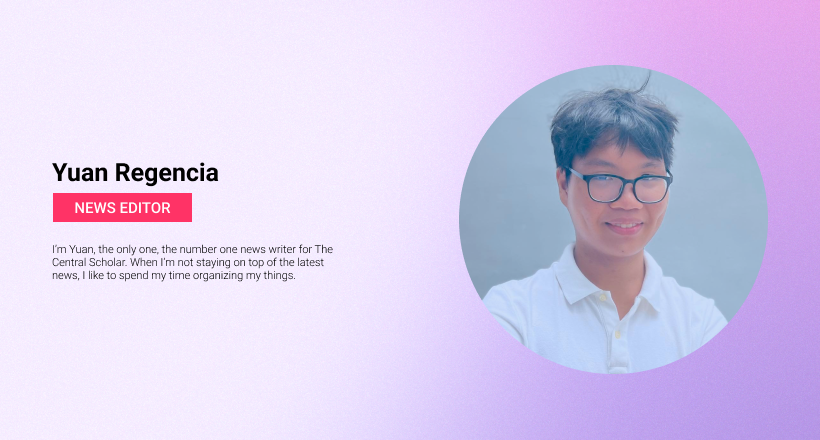 Yuan Regencia
NEWS EDITOR
I'm Yuan, the only one, the number one news writer for The
Central Scholar. When I'm not staying on top of the latest
news, I like to spend my time organizing my things.